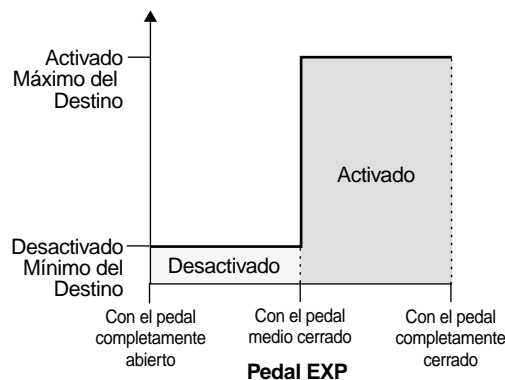 Activado
Máximo del
Destino
Activado
Desactivado
Mínimo del
Destino
Desactivado
Con el pedal
completamente
abierto
Con el pedal
medio cerrado
Con el pedal
completamente
cerrado
Pedal EXP